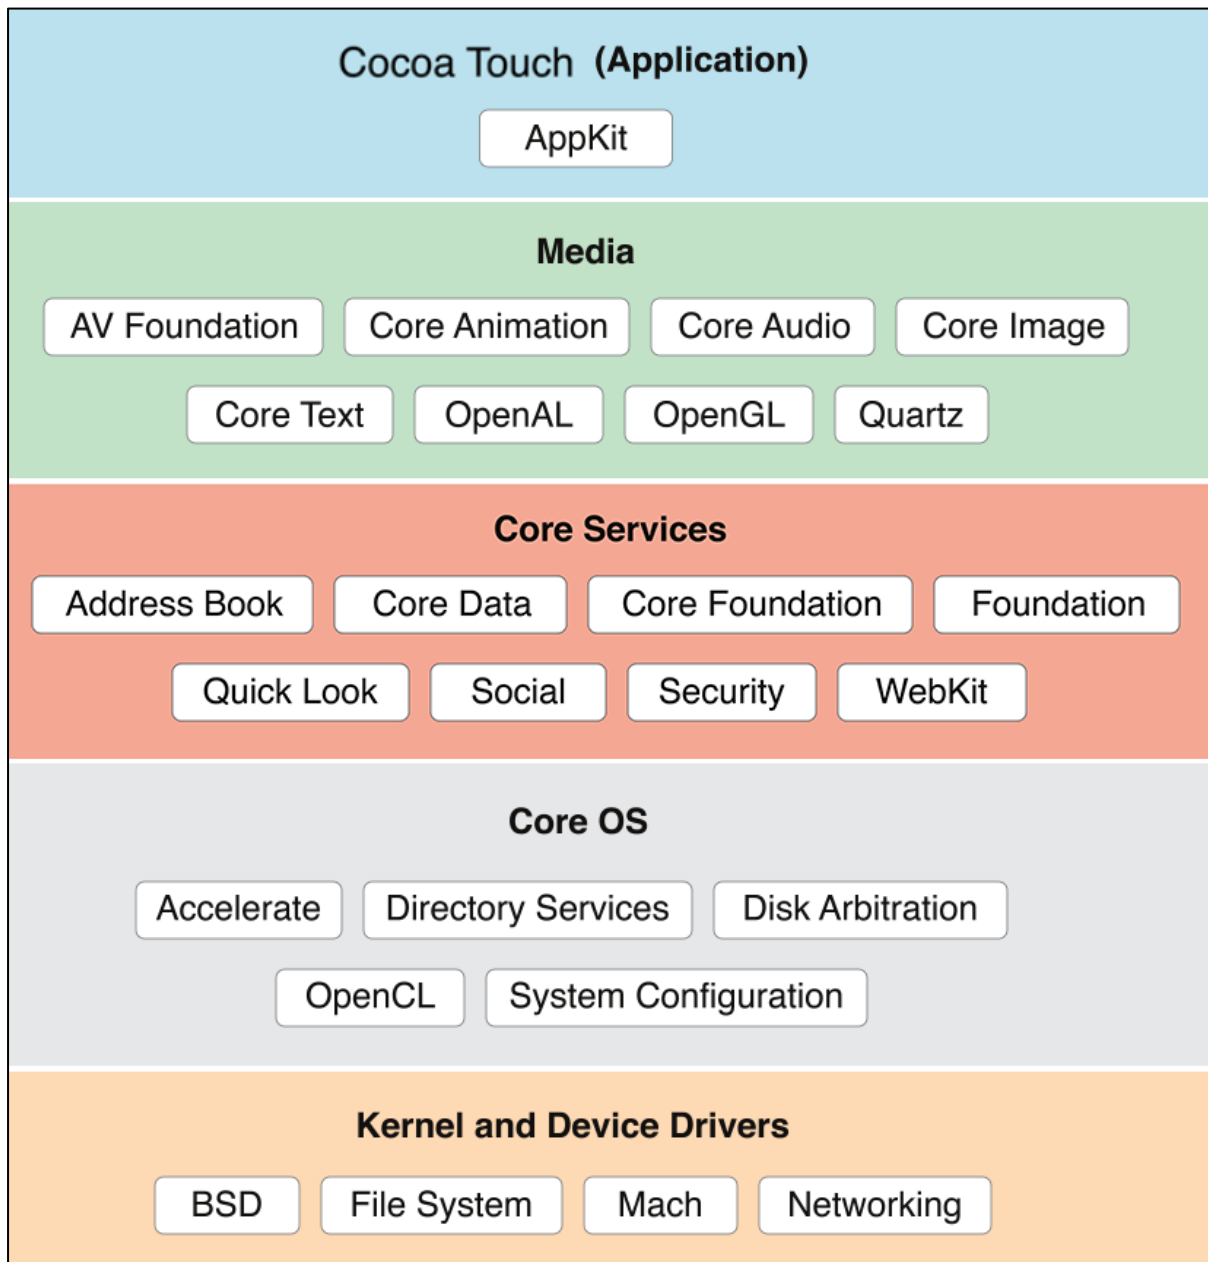 Cocoa Touch (Application)
AppKit
Media
AV Foundation Core Animation Core Audio Core Image
Core Text OpenAL OpenGL Quartz
Core Services
Address Book Core Data Core Foundation Foundation
Quick Look Social Security WebKit
Core OS
Accelerate Directory Services Disk Arbitration
OpenCL System Configuration
Kernel and Device Drivers
BSD File System Mach Networking